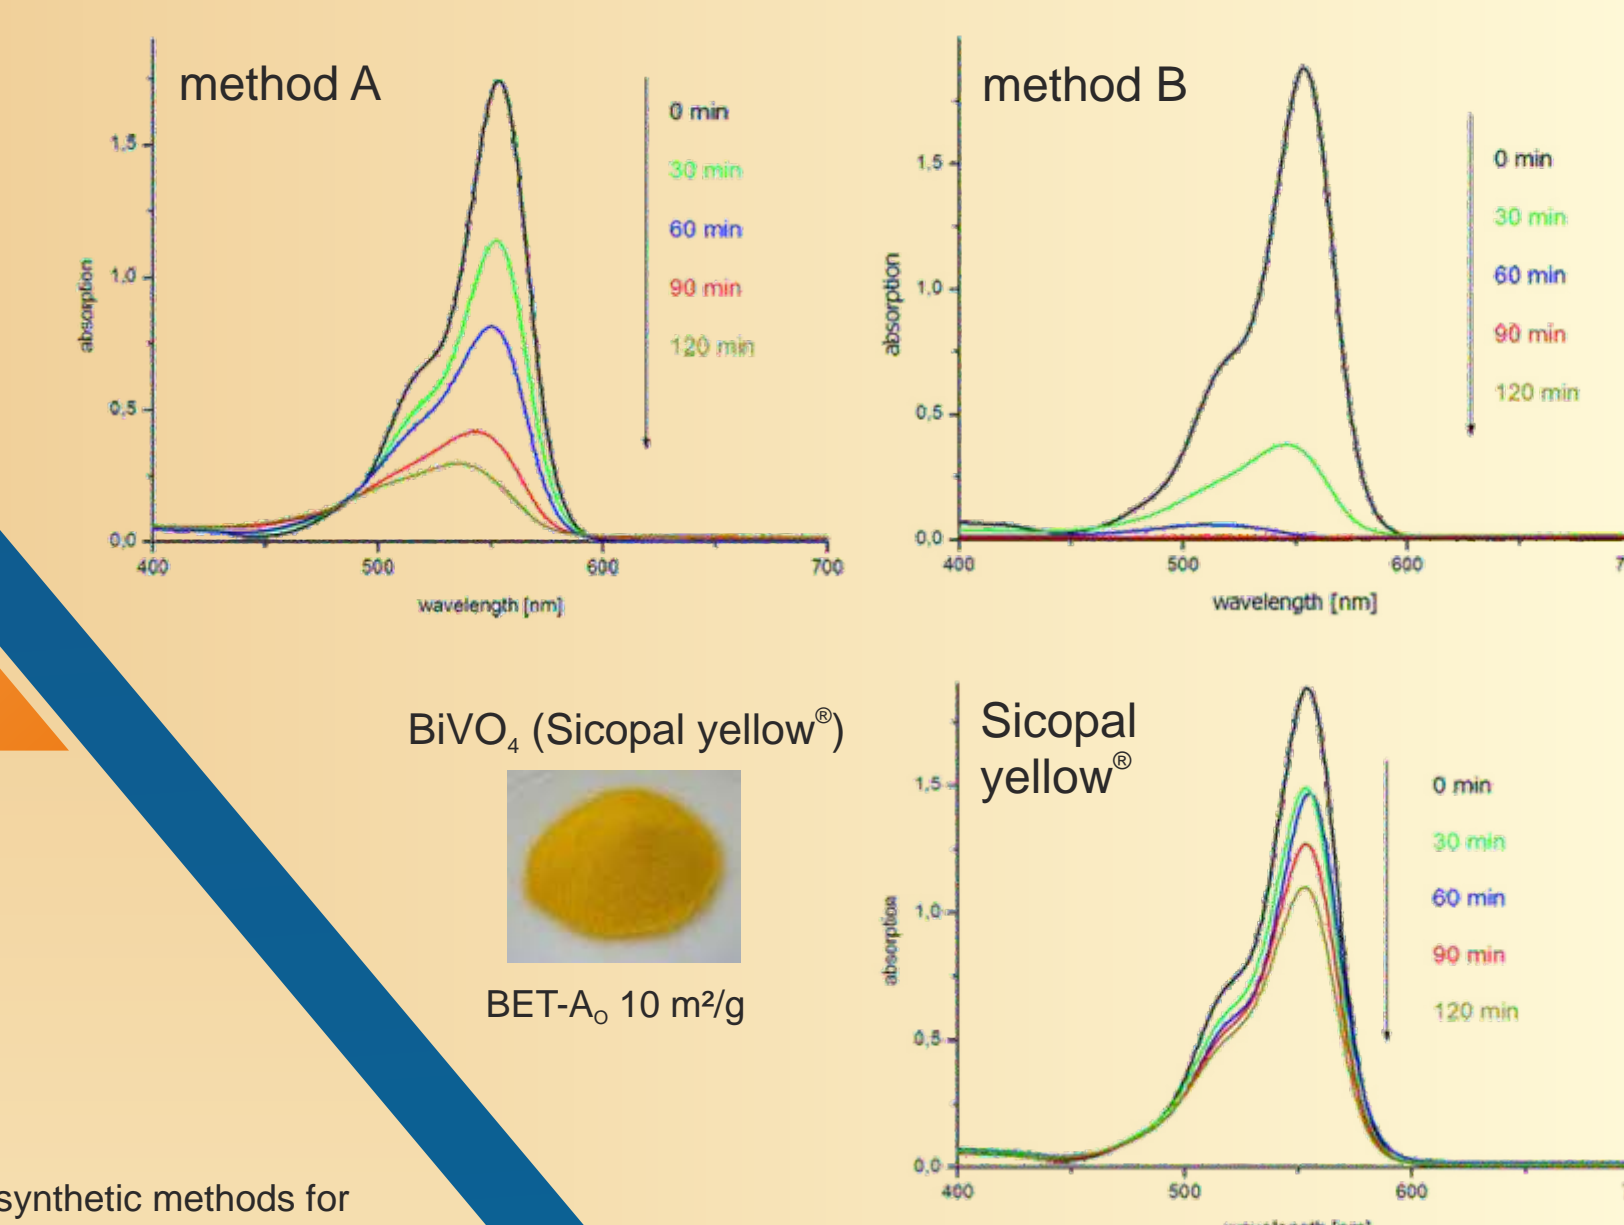 method A
0 min
30 min
60 min
90 min
120 min
1,5
1,0
0,5
0,0
absorption
400 500 600 700
wavelength [nm]
method B
0 min
30 min
60 min
90 min
120 min
1,5
1,0
0,5
0,0
absorption
400 500 600
wavelength [nm]
BiVO₄ (Sicopal yellow®)
BET-A₀ 10 m²/g
Sicopal
yellow®
0 min
30 min
60 min
90 min
120 min
1,5
1,0
0,5
0,0
absorption
400 500 600
synthetic methods for